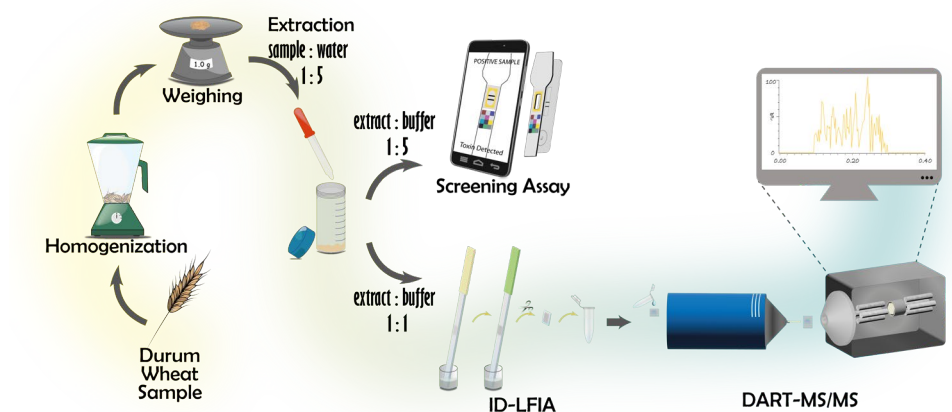 Extraction
sample : water
1:5
1.0 g
Weighing
Homogenization
Durum
Wheat
Sample
extract : buffer
1:5
POSITIVE SAMPLE
Toxin Detected
Screening Assay
extract : buffer
1:1
ID-LFIA
DART-MS/MS
100
%
0
0.00
0.20
0.40